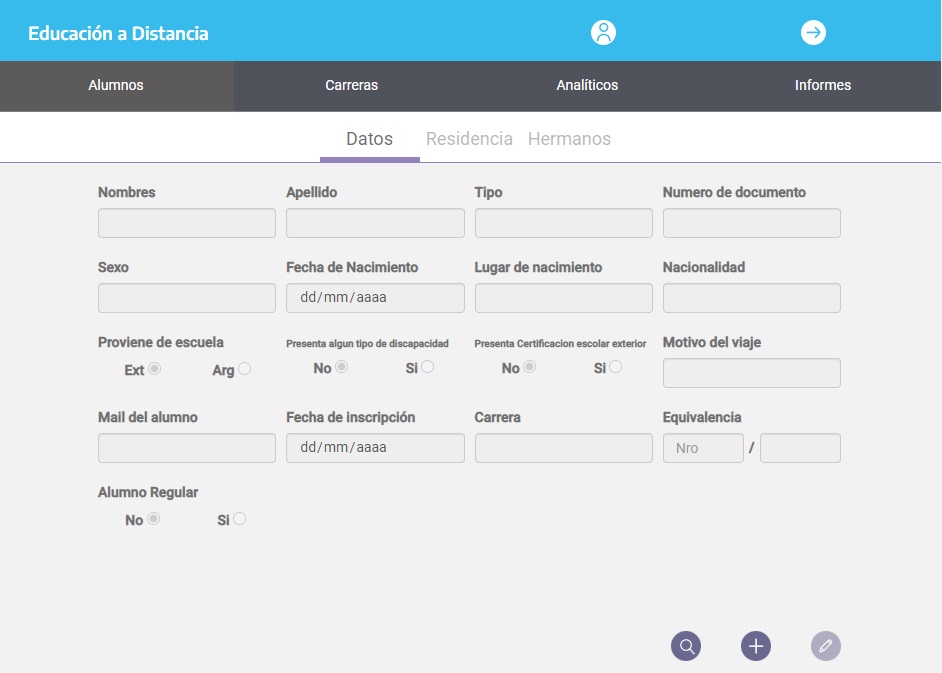 Educación a Distancia
Alumnos Carreras Analíticos Informes
Datos Residencia Hermanos
Nombres Apellido Tipo Numero de documento
Sexo Fecha de Nacimiento Lugar de nacimiento Nacionalidad
dd/mm/aaaa
Proviene de escuela Presenta algun tipo de discapacidad Presenta Certificacion escolar exterior Motivo del viaje
Ext Arg No Si No Si
Mail del alumno Fecha de inscripción Carrera Equivalencia
dd/mm/aaaa Nro /
Alumno Regular
No Si